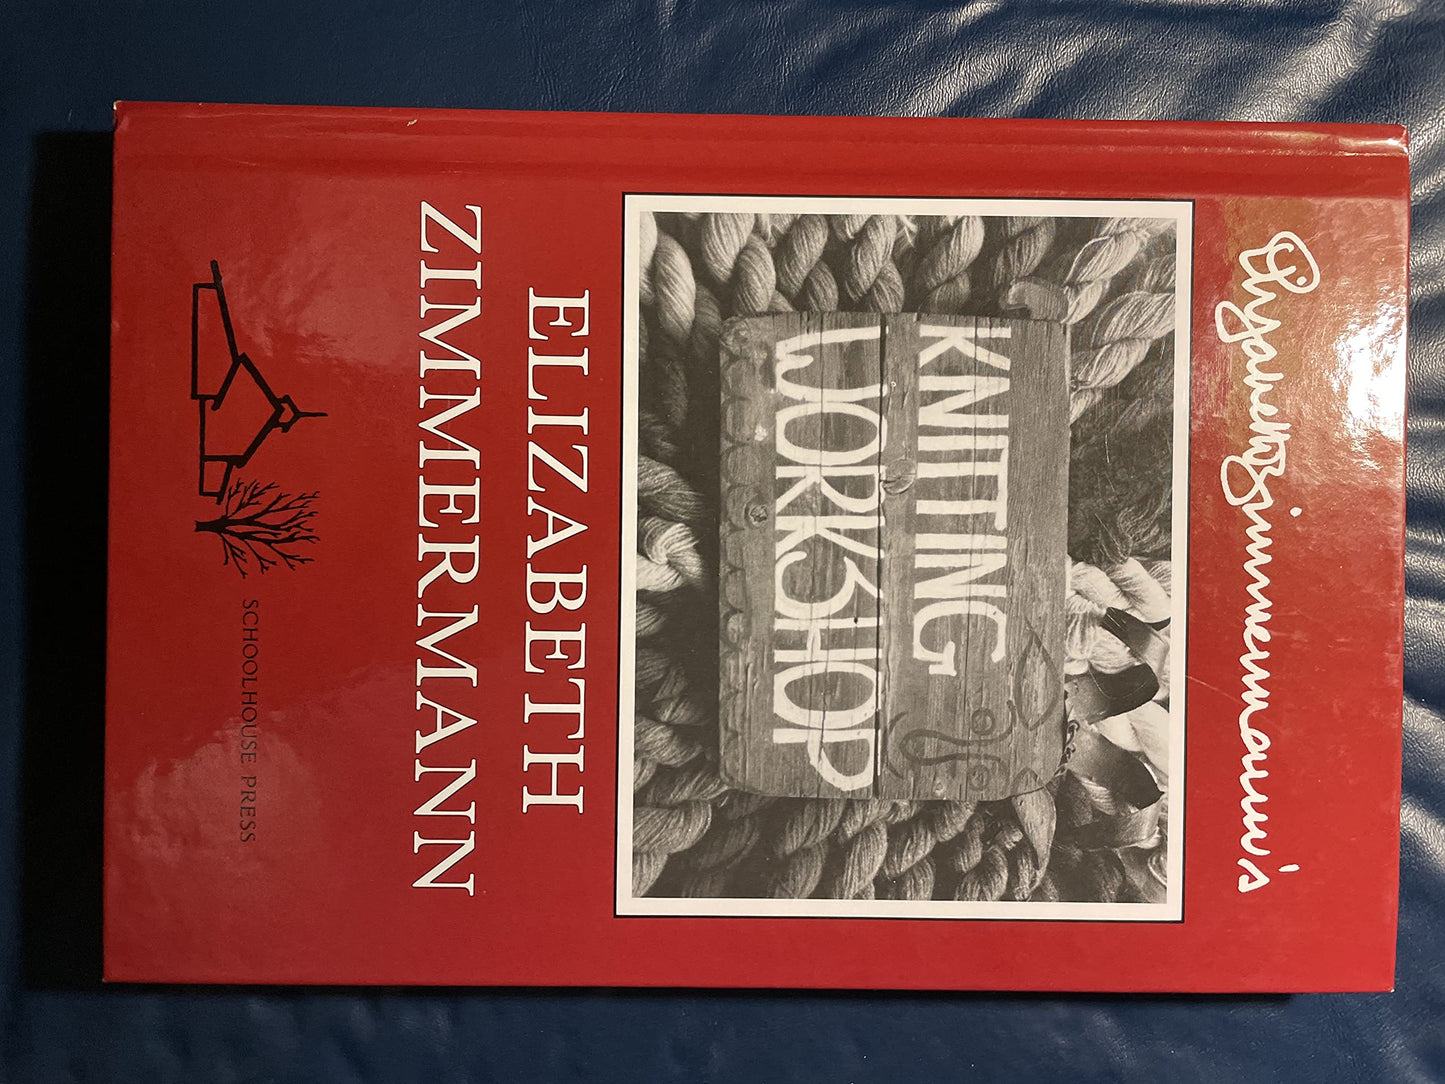 Elizabeth Zimmermann's
KNITTING
WORKSHOP
ELIZABETH
ZIMMERMANN
SCHOOLHOUSE PRESS